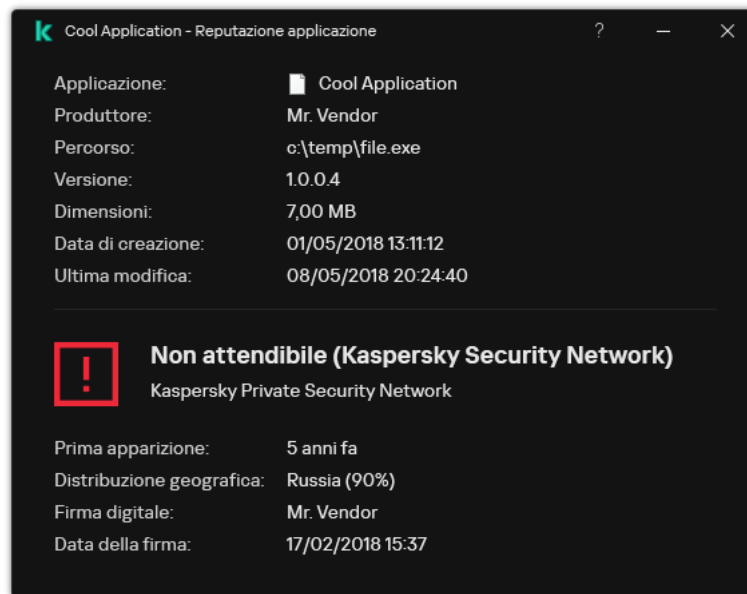 Cool Application - Reputazione applicazione ?
Applicazione: Cool Application
Produttore: Mr. Vendor
Percorso: c:\temp\file.exe
Versione: 1.0.0.4
Dimensioni: 7,00 MB
Data di creazione: 01/05/2018 13:11:12
Ultima modifica: 08/05/2018 20:24:40
Non attendibile (Kaspersky Security Network)
Kaspersky Private Security Network
Prima apparizione: 5 anni fa
Distribuzione geografica: Russia (90%)
Firma digitale: Mr. Vendor
Data della firma: 17/02/2018 15:37